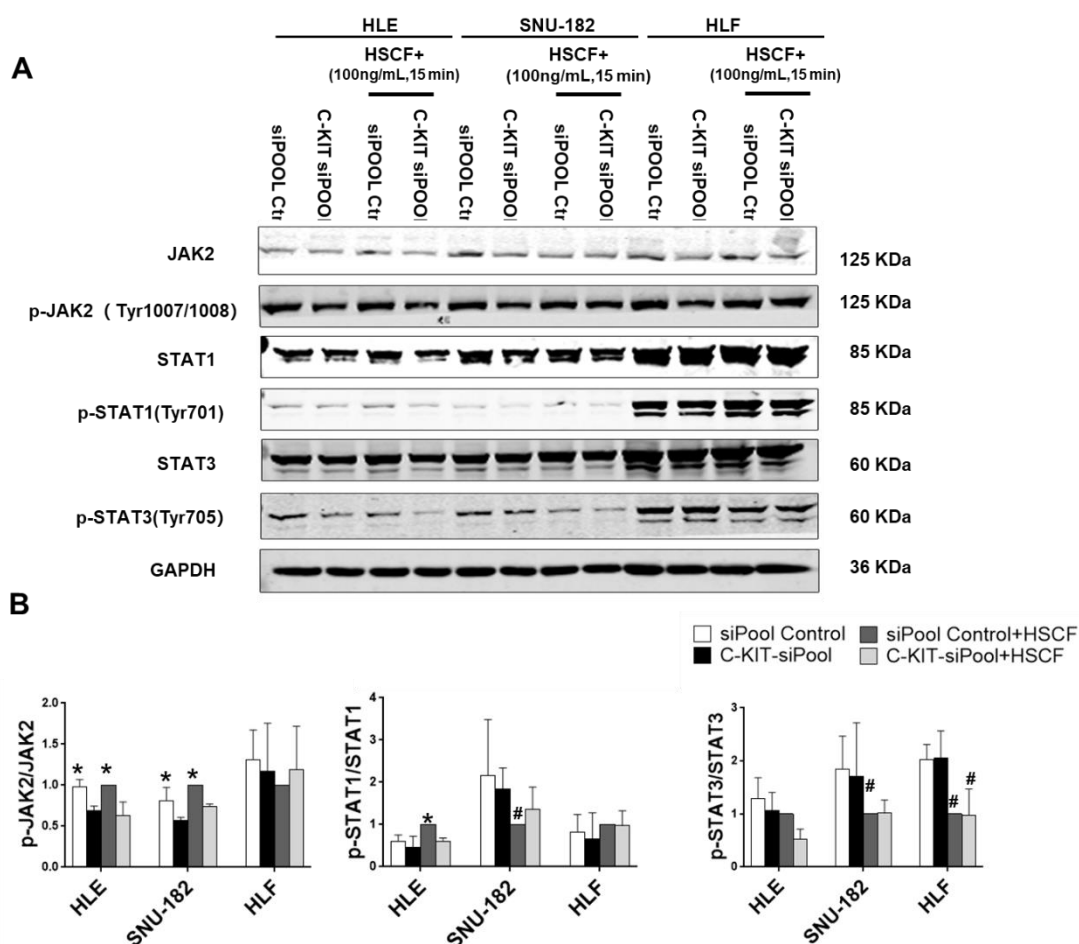 HLE SNU-182 HLF
A
HSCF+ HSCF+ HSCF+
(100ng/mL,15 min) (100ng/mL,15 min) (100ng/mL,15 min)
siPOOL Ctr
C-KIT siPOOl
siPOOL Ctr
C-KIT siPOOl
siPOOL Ctr
C-KIT siPOOl
siPOOL Ctr
C-KIT siPOOl
siPOOL Ctr
C-KIT siPOOl
siPOOL Ctr
C-KIT siPOOl
JAK2 125 KDa
p-JAK2 ( Tyr1007/1008) 125 KDa
STAT1 85 KDa
p-STAT1(Tyr701) 85 KDa
STAT3 60 KDa
p-STAT3(Tyr705) 60 KDa
GAPDH 36 KDa
B
siPool Control siPool Control+HSCF
C-KIT-siPool C-KIT-siPool+HSCF
p-JAK2/JAK2
2.0
1.5
1.0
0.5
0.0
* * * *
HLE SNU-182 HLF
p-STAT1/STAT1
4
2
0
* #
HLE SNU-182 HLF
p-STAT3/STAT3
3
2
1
0
# # #
HLE SNU-182 HLF